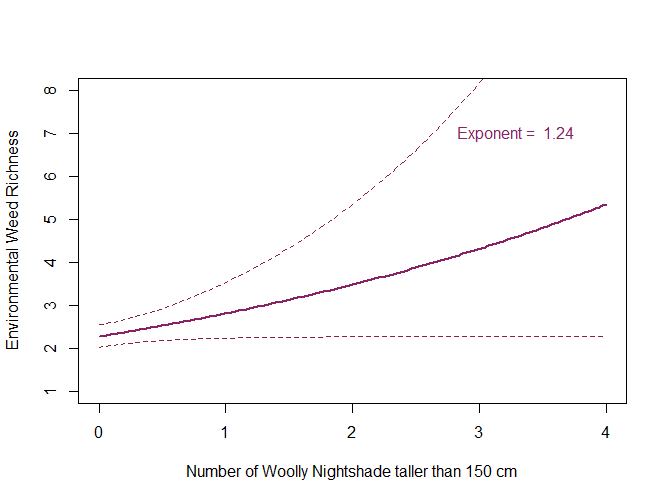 Environmental Weed Richness
8
7
6
5
4
3
2
1
Exponent = 1.24
0 1 2 3 4
Number of Woolly Nightshade taller than 150 cm